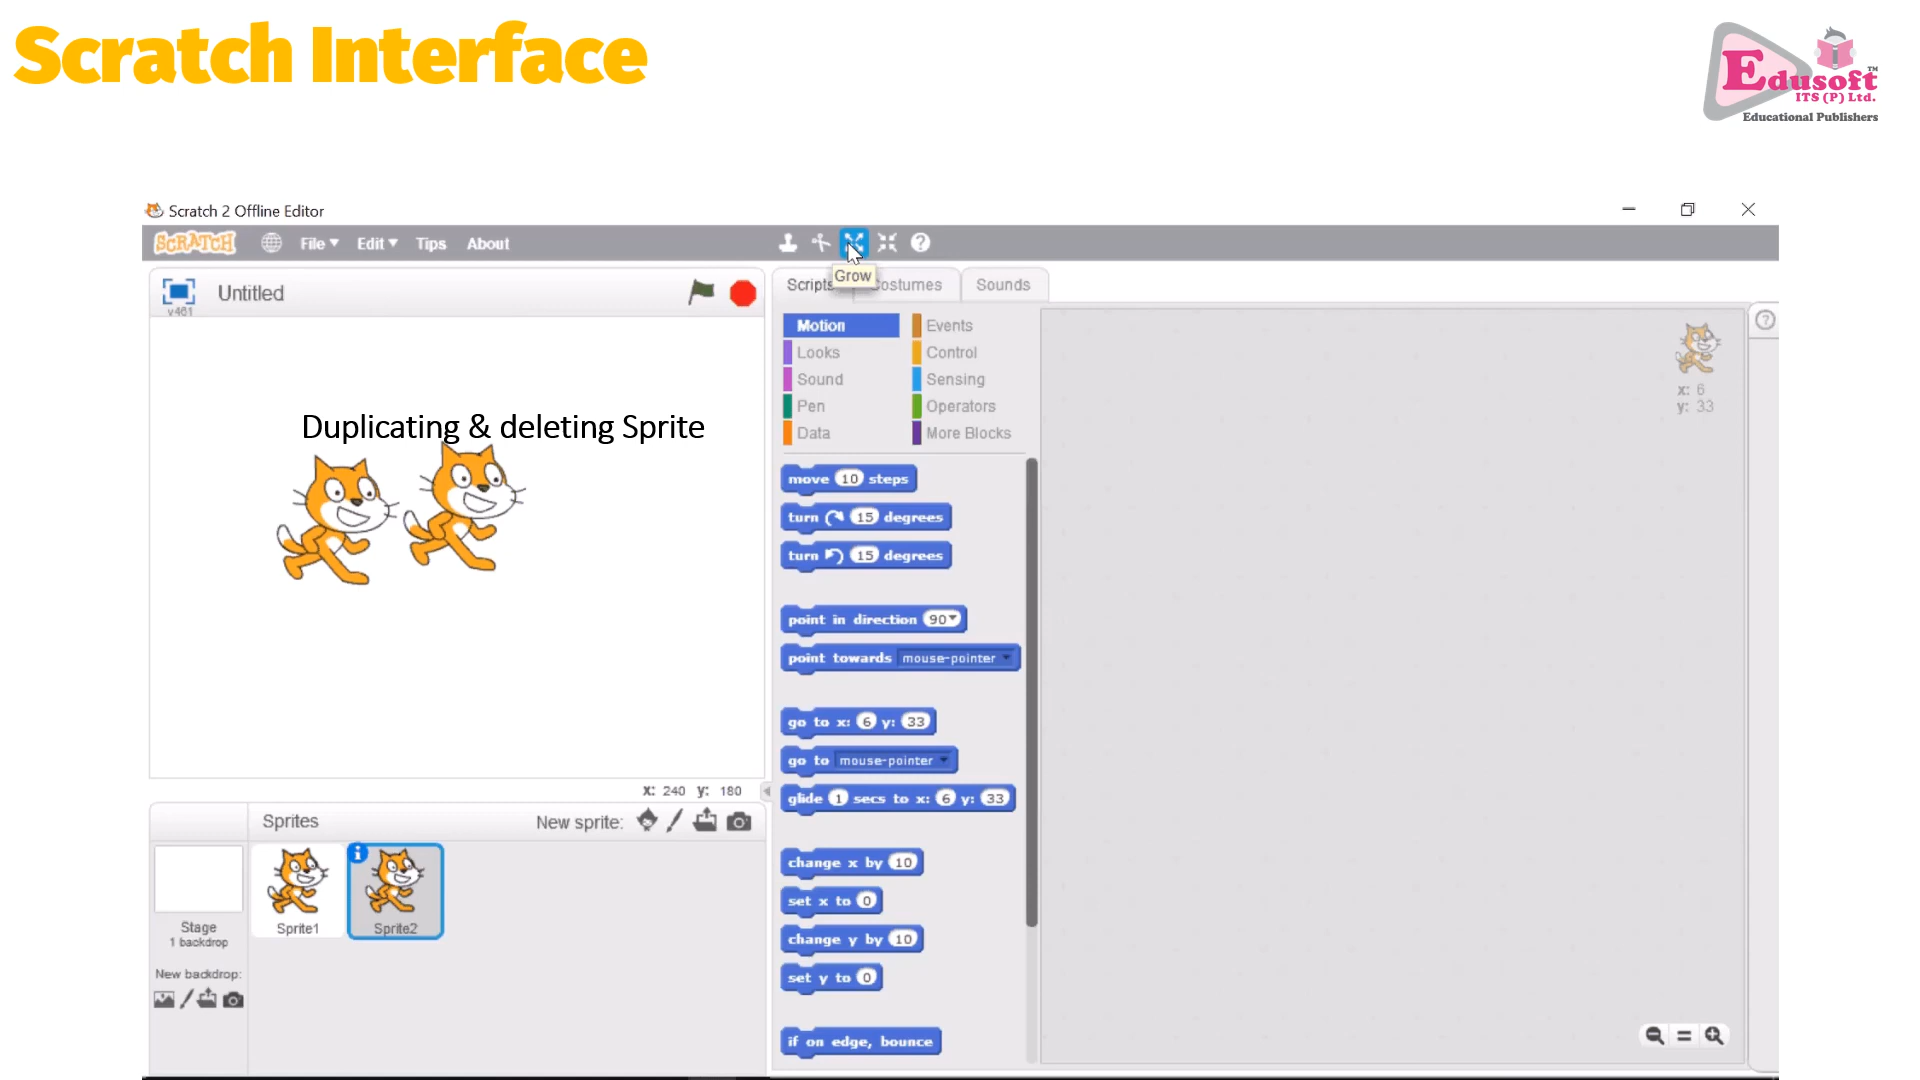 Scratch Interface
Edusoft™
ITS (P) Ltd.
Educational Publishers
Scratch 2 Offline Editor
SCRATCH File Edit Tips About
Grow
v461 Untitled
Scripts Costumes Sounds
Motion Events
Looks Control
Sound Sensing
Pen Operators
Data More Blocks
x: 6
y: 33
Duplicating & deleting Sprite
move 10 steps
turn 15 degrees
turn 15 degrees
point in direction 90
point towards mouse-pointer
go to x: 6 y: 33
go to mouse-pointer
glide 1 secs to x: 6 y: 33
change x by 10
set x to 0
change y by 10
set y to 0
if on edge, bounce
x: 240 y: 180
Sprites New sprite:
Stage
1 backdrop
New backdrop:
Sprite1 Sprite2